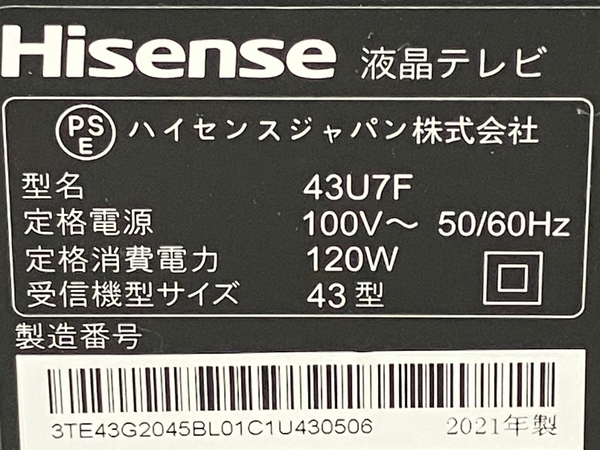 Hisense 液晶テレビ
PSE ハイセンスジャパン株式会社
型名 43U7F
定格電源 100V～ 50/60Hz
定格消費電力 120W
受信機型サイズ 43型
製造番号
3TE43G2045BL01C1U430506 2021年製